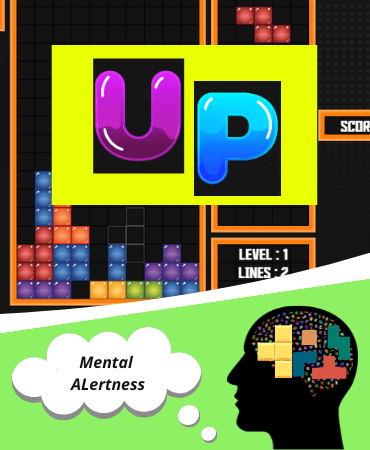 UP
SCOR
LEVEL : 1
LINES : 2
Mental
ALertness